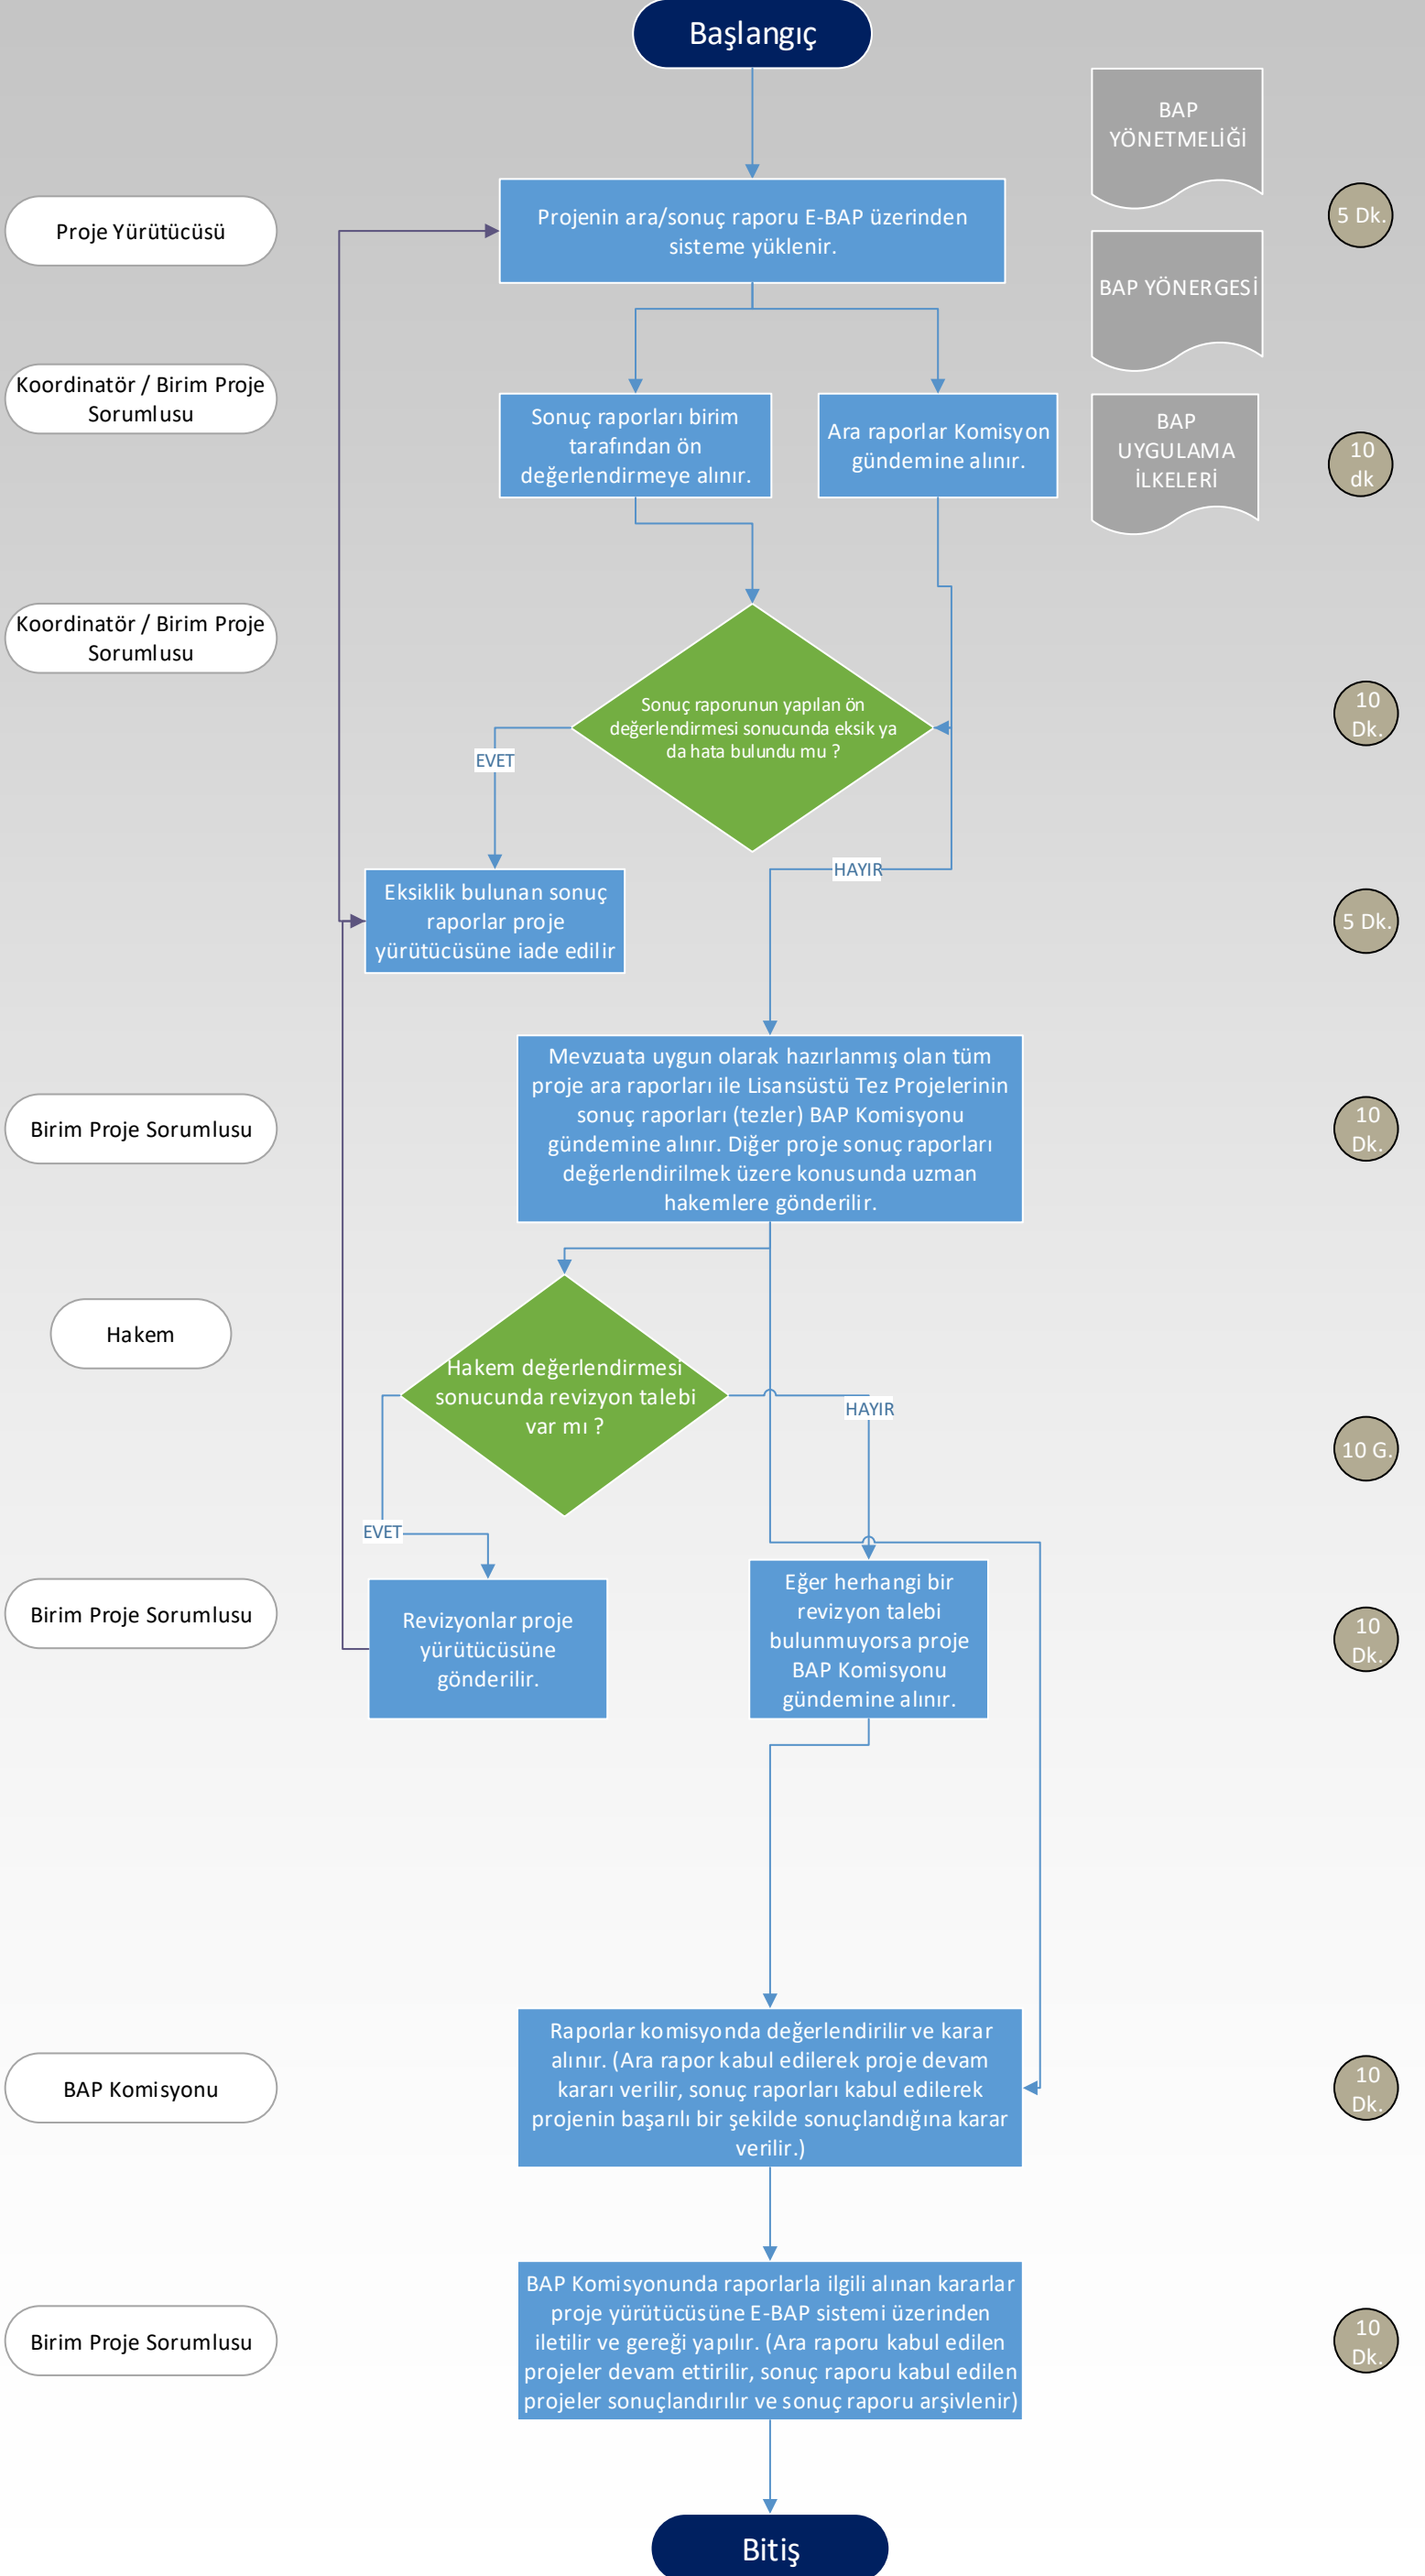 Başlangıç
BAP
YÖNETMELİĞİ
Proje Yürütücüsü
Projenin ara/sonuç raporu E-BAP üzerinden
sisteme yüklenir.
5 Dk.
BAP YÖNERGESİ
Koordinatör / Birim Proje
Sorumlusu
Sonuç raporları birim
tarafından ön
değerlendirmeye alınır.
Ara raporlar Komisyon
gündemine alınır.
BAP
UYGULAMA
İLKELERİ
10
dk
Koordinatör / Birim Proje
Sorumlusu
Sonuç raporunun yapılan ön
değerlendirmesi sonucunda eksik ya
da hata bulundu mu ?
10
Dk.
EVET
HAYIR
Eksiklik bulunan sonuç
raporlar proje
yürütücüsüne iade edilir
5 Dk.
Birim Proje Sorumlusu
Mevzuata uygun olarak hazırlanmış olan tüm
proje ara raporları ile Lisansüstü Tez Projelerinin
sonuç raporları (tezler) BAP Komisyonu
gündemine alınır. Diğer proje sonuç raporları
değerlendirilmek üzere konusunda uzman
hakemlere gönderilir.
10
Dk.
Hakem
Hakem değerlendirmesi
sonucunda revizyon talebi
var mı ?
HAYIR
10 G.
EVET
Birim Proje Sorumlusu
Revizyonlar proje
yürütücüsüne
gönderilir.
Eğer herhangi bir
revizyon talebi
bulunmuyorsa proje
BAP Komisyonu
gündemine alınır.
10
Dk.
BAP Komisyonu
Raporlar komisyonda değerlendirilir ve karar
alınır. (Ara rapor kabul edilerek proje devam
kararı verilir, sonuç raporları kabul edilerek
projenin başarılı bir şekilde sonuçlandığına karar
verilir.)
10
Dk.
Birim Proje Sorumlusu
BAP Komisyonunda raporlarla ilgili alınan kararlar
proje yürütücüsüne E-BAP sistemi üzerinden
iletilir ve gereği yapılır. (Ara raporu kabul edilen
projeler devam ettirilir, sonuç raporu kabul edilen
projeler sonuçlandırılır ve sonuç raporu arşivlenir)
10
Dk.
Bitiş